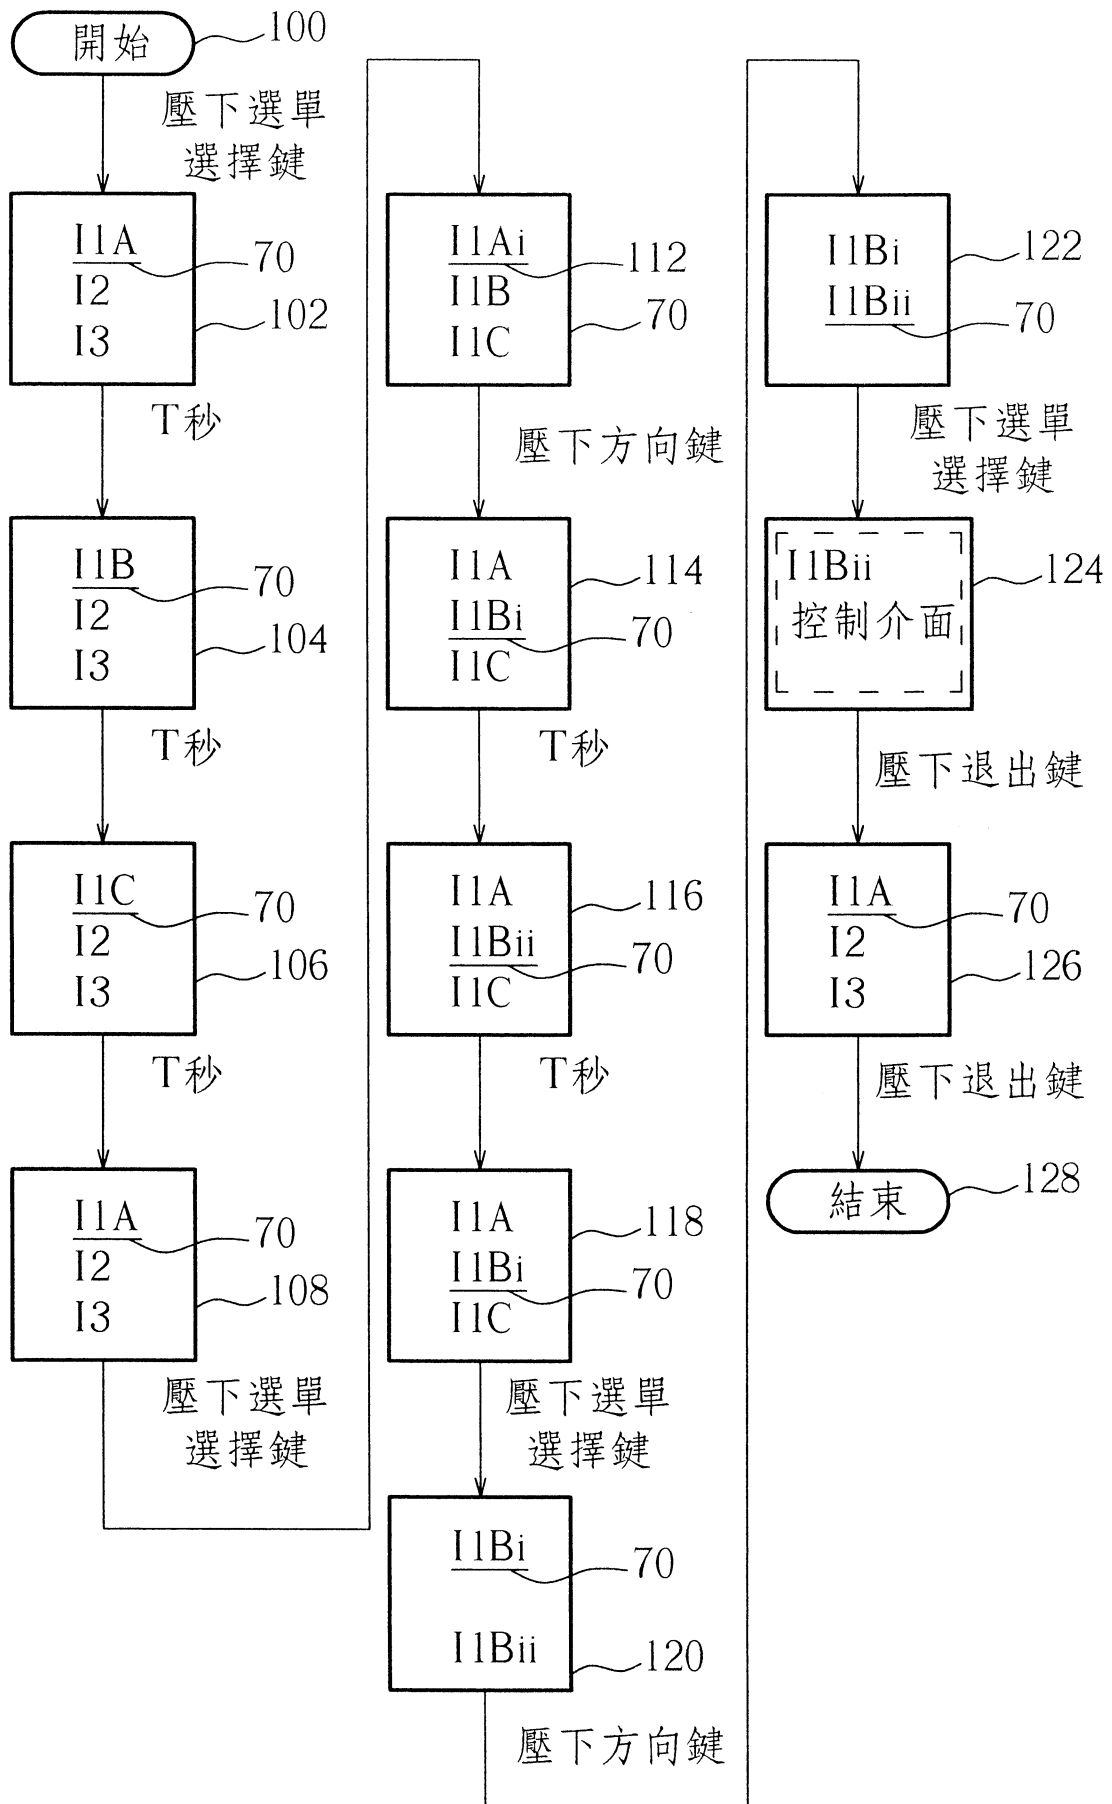 開始
100
壓下選單
選擇鍵
I1A
70
I2
102
I3
T秒
I1B
70
I2
104
I3
T秒
I1C
70
I2
106
I3
T秒
I1A
70
I2
108
I3
壓下選單
選擇鍵
I1Ai
112
I1B
70
I1C
壓下方向鍵
I1A
114
I1Bi
70
I1C
T秒
I1A
116
I1Bii
70
I1C
T秒
I1A
118
I1Bi
70
I1C
壓下選單
選擇鍵
I1Bi
70
I1Bii
120
壓下方向鍵
I1Bi
122
I1Bii
70
壓下選單
選擇鍵
I1Bii
124
控制介面
壓下退出鍵
I1A
70
I2
126
I3
壓下退出鍵
結束
128